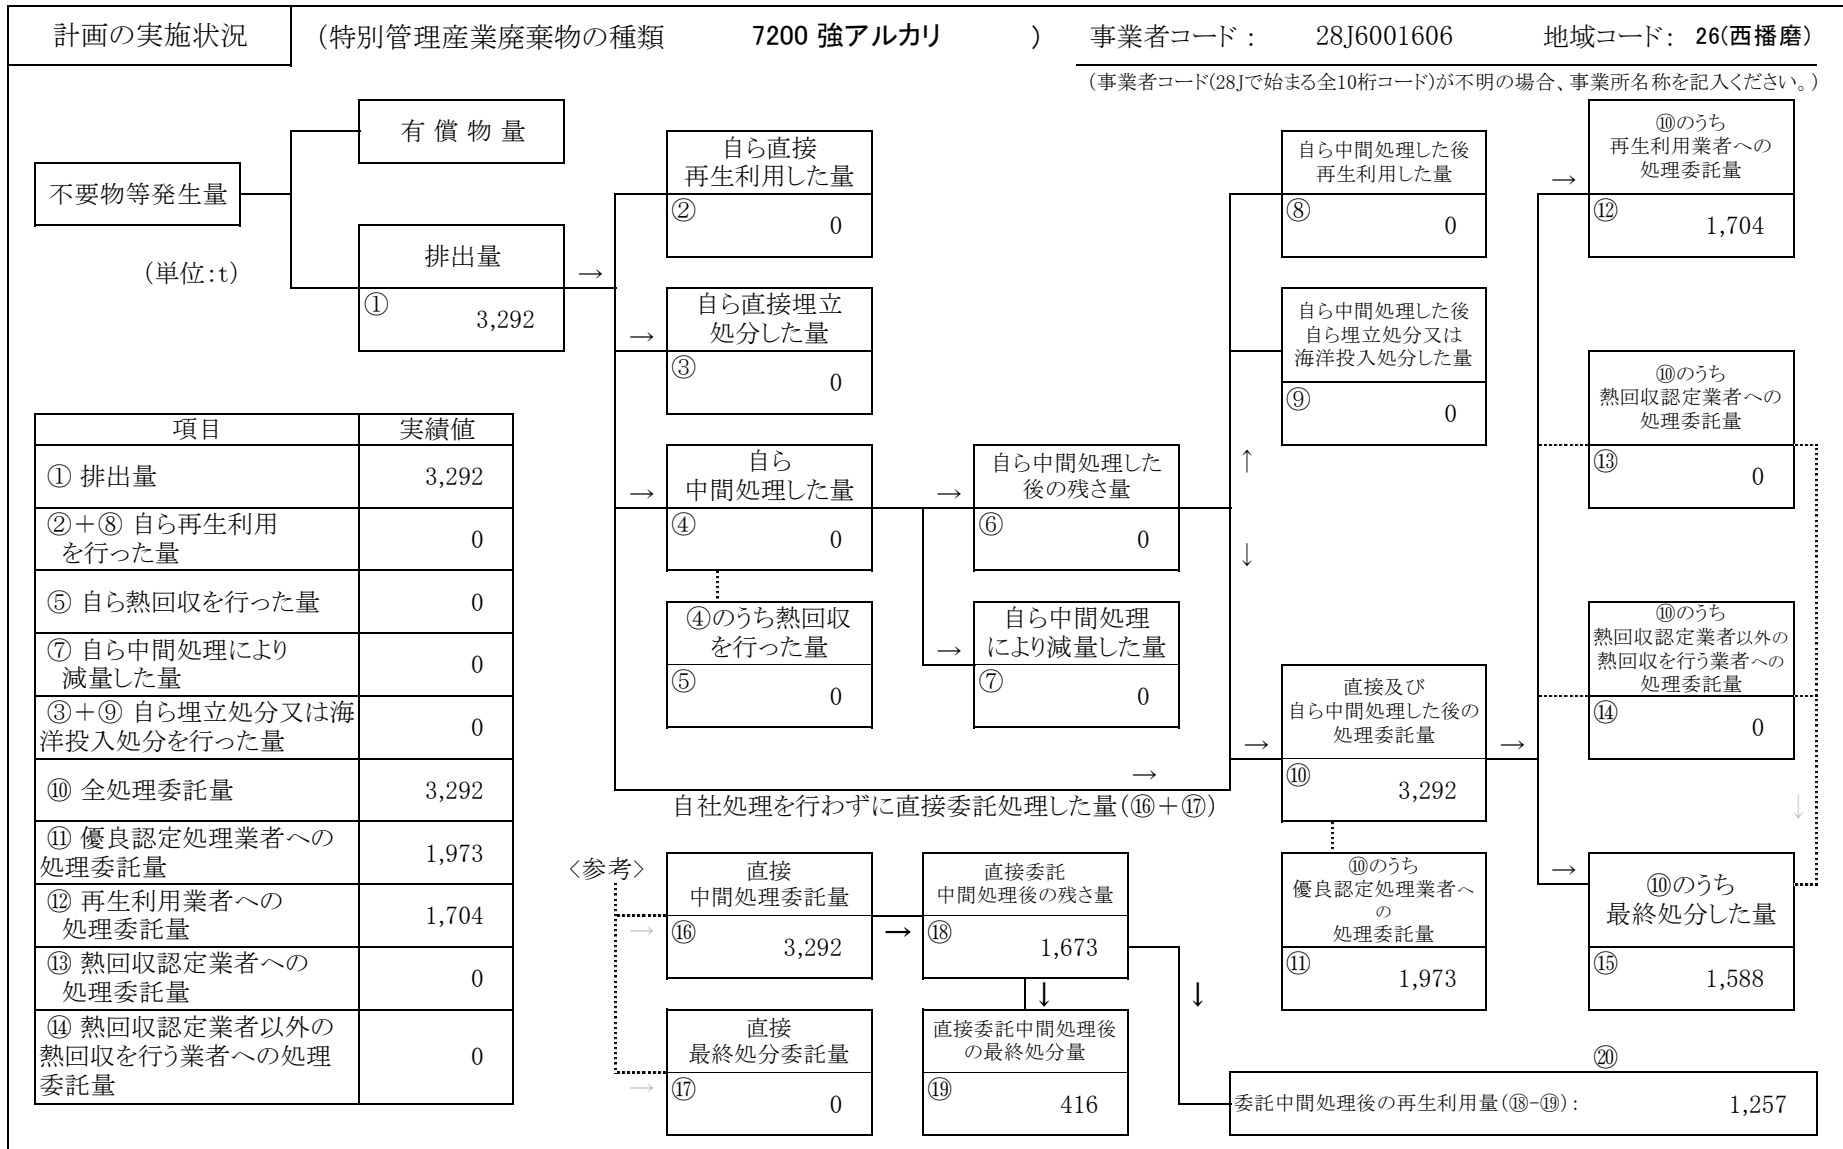 計画の実施状況 (特別管理産業廃棄物の種類 7200 強アルカリ ) 事業者コード： 28J6001606 地域コード： 26(西播磨)
(事業者コード(28Jで始まる全10桁コード)が不明の場合、事業所名称を記入ください。)
不要物等発生量
(単位:t)
有 償 物 量
排出量
① 3,292
→
自ら直接
再生利用した量
② 0
→
自ら直接埋立
処分した量
③ 0
→
自ら
中間処理した量
④ 0
④のうち熱回収
を行った量
⑤ 0
→
自ら中間処理した
後の残さ量
⑥ 0
→
自ら中間処理
により減量した量
⑦ 0
自ら中間処理した後
再生利用した量
⑧ 0
自ら中間処理した後
自ら埋立処分又は
海洋投入処分した量
⑨ 0
↑
↓
→
自社処理を行わずに直接委託処理した量(⑯＋⑰)
→
直接及び
自ら中間処理した後の
処理委託量
⑩ 3,292
→
⑩のうち
優良認定処理業者へ
の
処理委託量
⑪ 1,973
→
⑩のうち
再生利用業者への
処理委託量
⑫ 1,704
⑩のうち
熱回収認定業者への
処理委託量
⑬ 0
⑩のうち
熱回収認定業者以外の
熱回収を行う業者への
処理委託量
⑭ 0
↓
→
⑩のうち
最終処分した量
⑮ 1,588
項目 実績値
① 排出量 3,292
②＋⑧ 自ら再生利用
を行った量 0
⑤ 自ら熱回収を行った量 0
⑦ 自ら中間処理により
減量した量 0
③＋⑨ 自ら埋立処分又は海
洋投入処分を行った量 0
⑩ 全処理委託量 3,292
⑪ 優良認定処理業者への
処理委託量 1,973
⑫ 再生利用業者への
処理委託量 1,704
⑬ 熱回収認定業者への
処理委託量 0
⑭ 熱回収認定業者以外の
熱回収を行う業者への処理
委託量 0
<参考>
→
直接
中間処理委託量
⑯ 3,292
→
直接
最終処分委託量
⑰ 0
→
直接委託
中間処理後の残さ量
⑱ 1,673
↓
直接委託中間処理後
の最終処分量
⑲ 416
↓
⑳
委託中間処理後の再生利用量(⑱-⑲)： 1,257